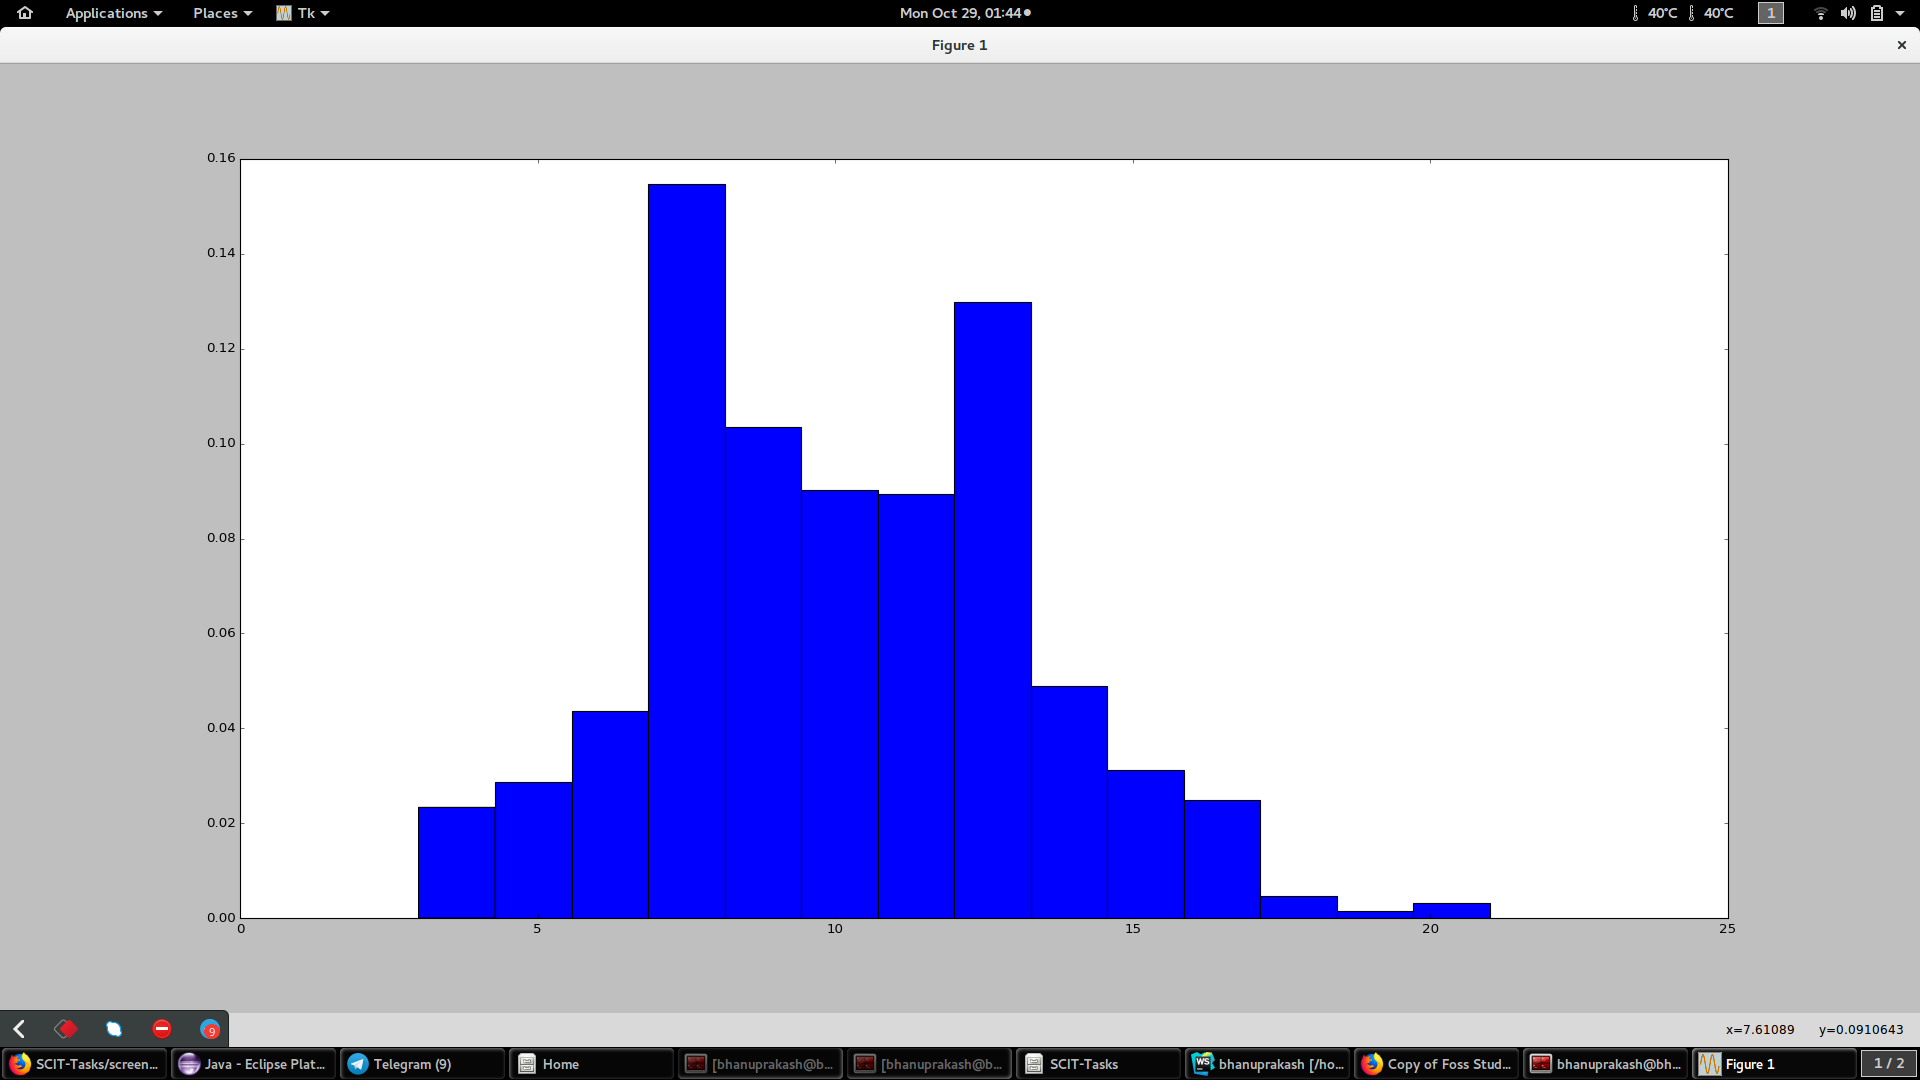 Applications Places Tk Mon Oct 29, 01:44 40°C 40°C 1
Figure 1
0.16
0.14
0.12
0.10
0.08
0.06
0.04
0.02
0.00
0 5 10 15 20 25
9 x=7.61089 y=0.0910643
SCIT-Tasks/screen... Java - Eclipse Plat... Telegram (9) Home [bhanuprakash@b... [bhanuprakash@b... SCIT-Tasks WS bhanuprakash [/ho... Copy of Foss Stud... bhanuprakash@bh... Figure 1 1 / 2